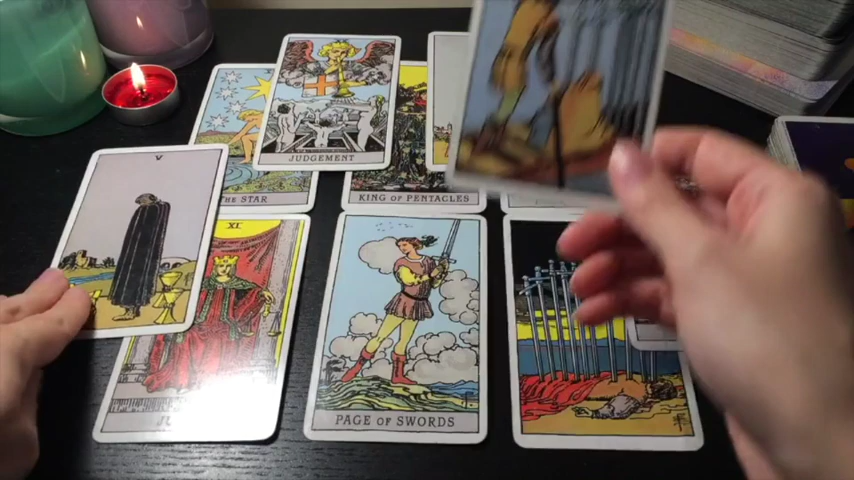 JUDGEMENT
V
THE STAR
KING OF PENTACLES
XI
PAGE OF SWORDS